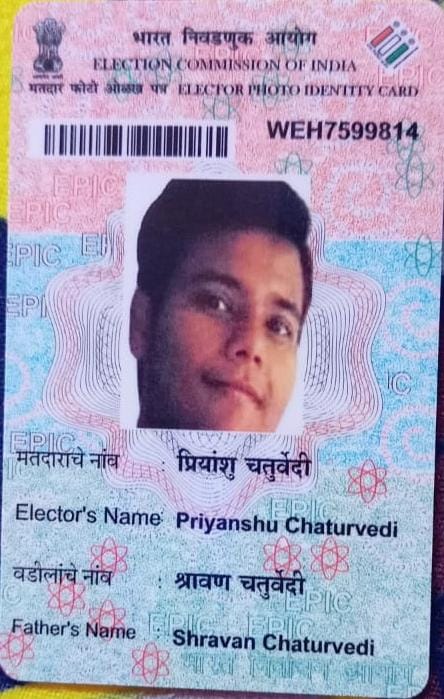 भारत निवडणुक आयोग
ELECTION COMMISSION OF INDIA
मतदार फोटो ओळख पत्र ELECTOR PHOTO IDENTITY CARD
WEH7599814
मतदाराचे नांव : प्रियांशु चतुर्वेदी
Elector's Name : Priyanshu Chaturvedi
वडीलांचे नांव : श्रावण चतुर्वेदी
Father's Name : Shravan Chaturvedi